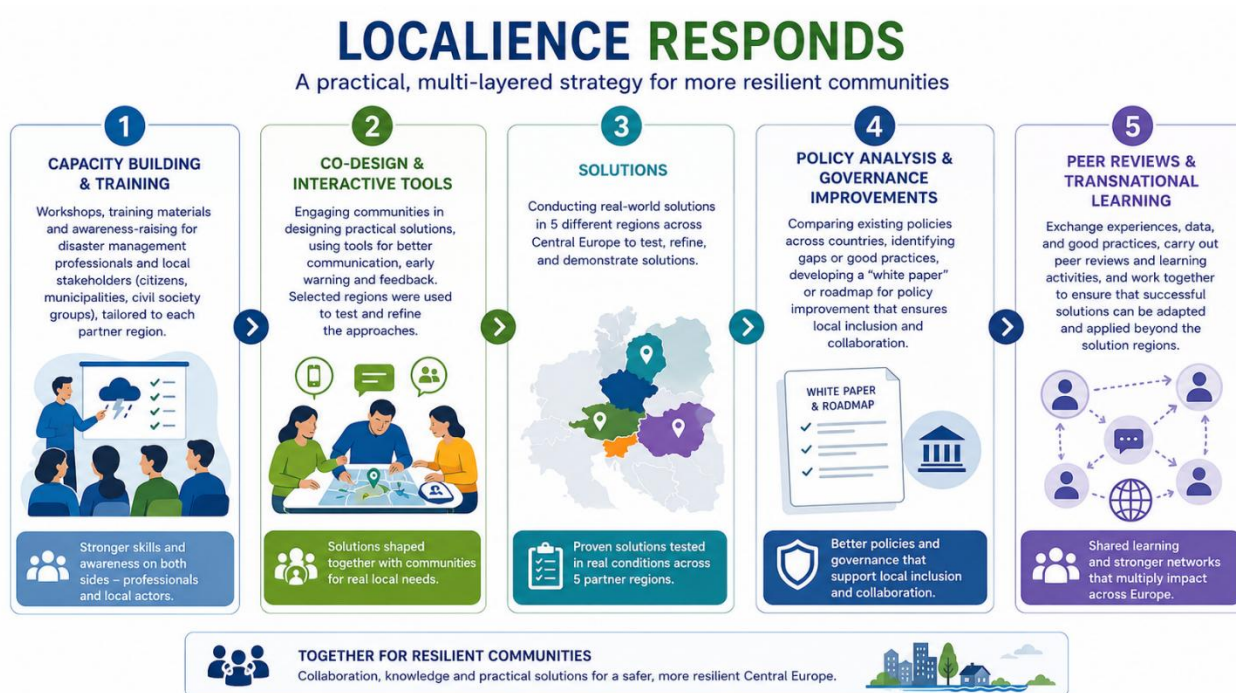 LOCALIENCE RESPONDS
A practical, multi-layered strategy for more resilient communities
1
CAPACITY BUILDING
& TRAINING
Workshops, training materials
and awareness-raising for
disaster management
professionals and local
stakeholders (citizens,
municipalities, civil society
groups), tailored to each
partner region.
Stronger skills and
awareness on both
sides – professionals
and local actors.
2
CO-DESIGN &
INTERACTIVE TOOLS
Engaging communities in
designing practical solutions,
using tools for better
communication, early
warning and feedback.
Selected regions were used
to test and refine
the approaches.
Solutions shaped
together with communities
for real local needs.
3
SOLUTIONS
Conducting real-world solutions
in 5 different regions across
Central Europe to test, refine,
and demonstrate solutions.
Proven solutions tested
in real conditions across
5 partner regions.
4
POLICY ANALYSIS &
GOVERNANCE
IMPROVEMENTS
Comparing existing policies
across countries, identifying
gaps or good practices,
developing a “white paper”
or roadmap for policy
improvement that ensures
local inclusion and
collaboration.
WHITE PAPER
& ROADMAP
Better policies and
governance that
support local inclusion
and collaboration.
5
PEER REVIEWS &
TRANSNATIONAL
LEARNING
Exchange experiences, data,
and good practices, carry out
peer reviews and learning
activities, and work together
to ensure that successful
solutions can be adapted
and applied beyond the
solution regions.
Shared learning
and stronger networks
that multiply impact
across Europe.
TOGETHER FOR RESILIENT COMMUNITIES
Collaboration, knowledge and practical solutions for a safer, more resilient Central Europe.